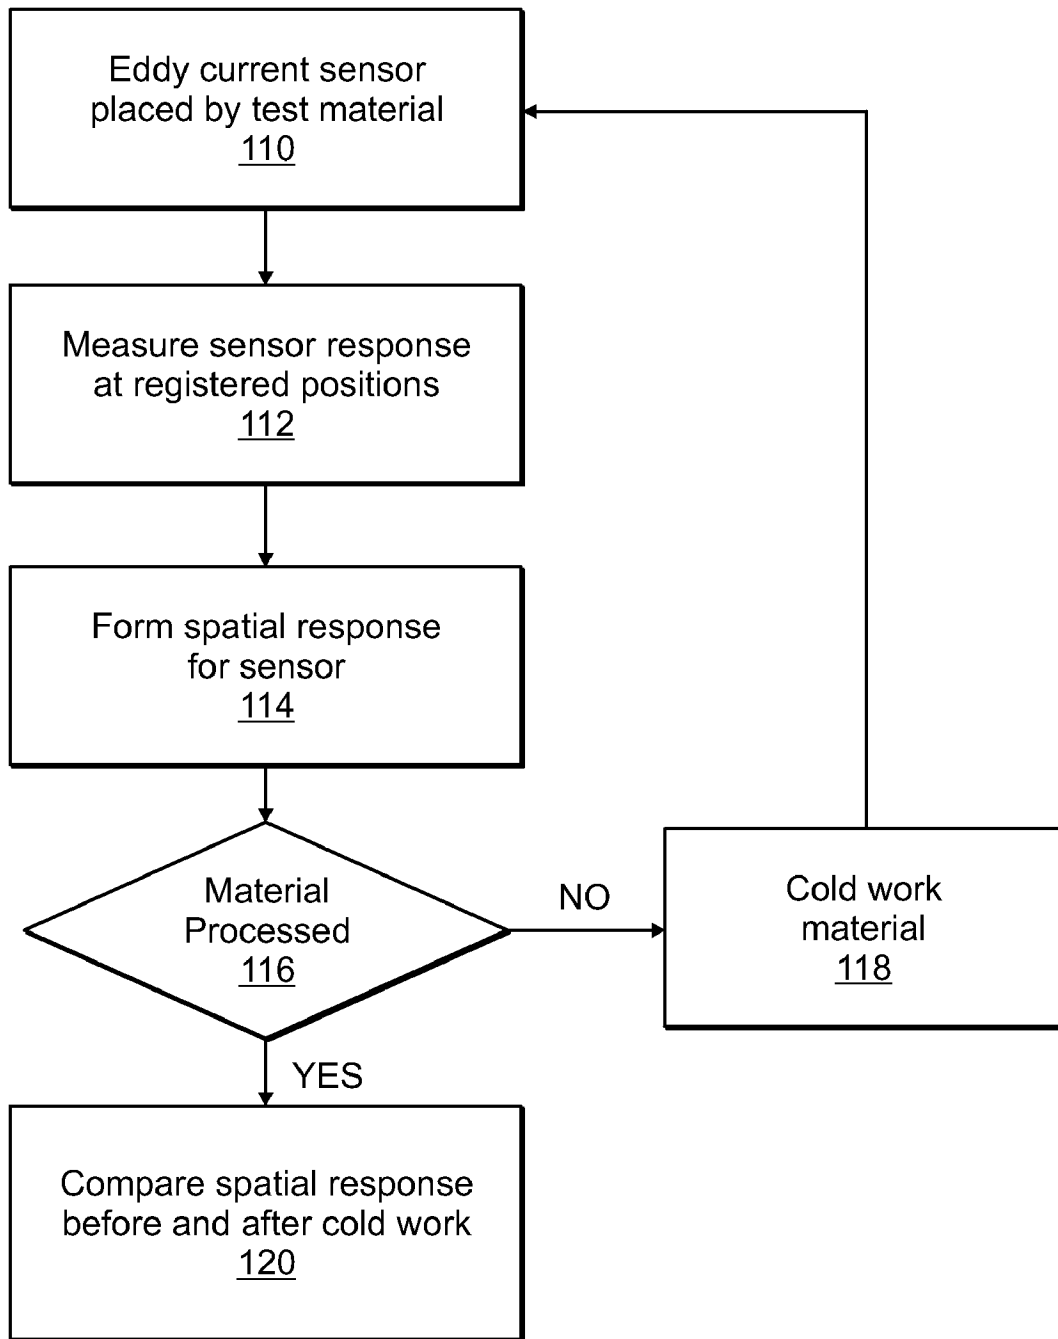 Eddy current sensor
placed by test material
110
Measure sensor response
at registered positions
112
Form spatial response
for sensor
114
Material
Processed
116
NO
Cold work
material
118
YES
Compare spatial response
before and after cold work
120